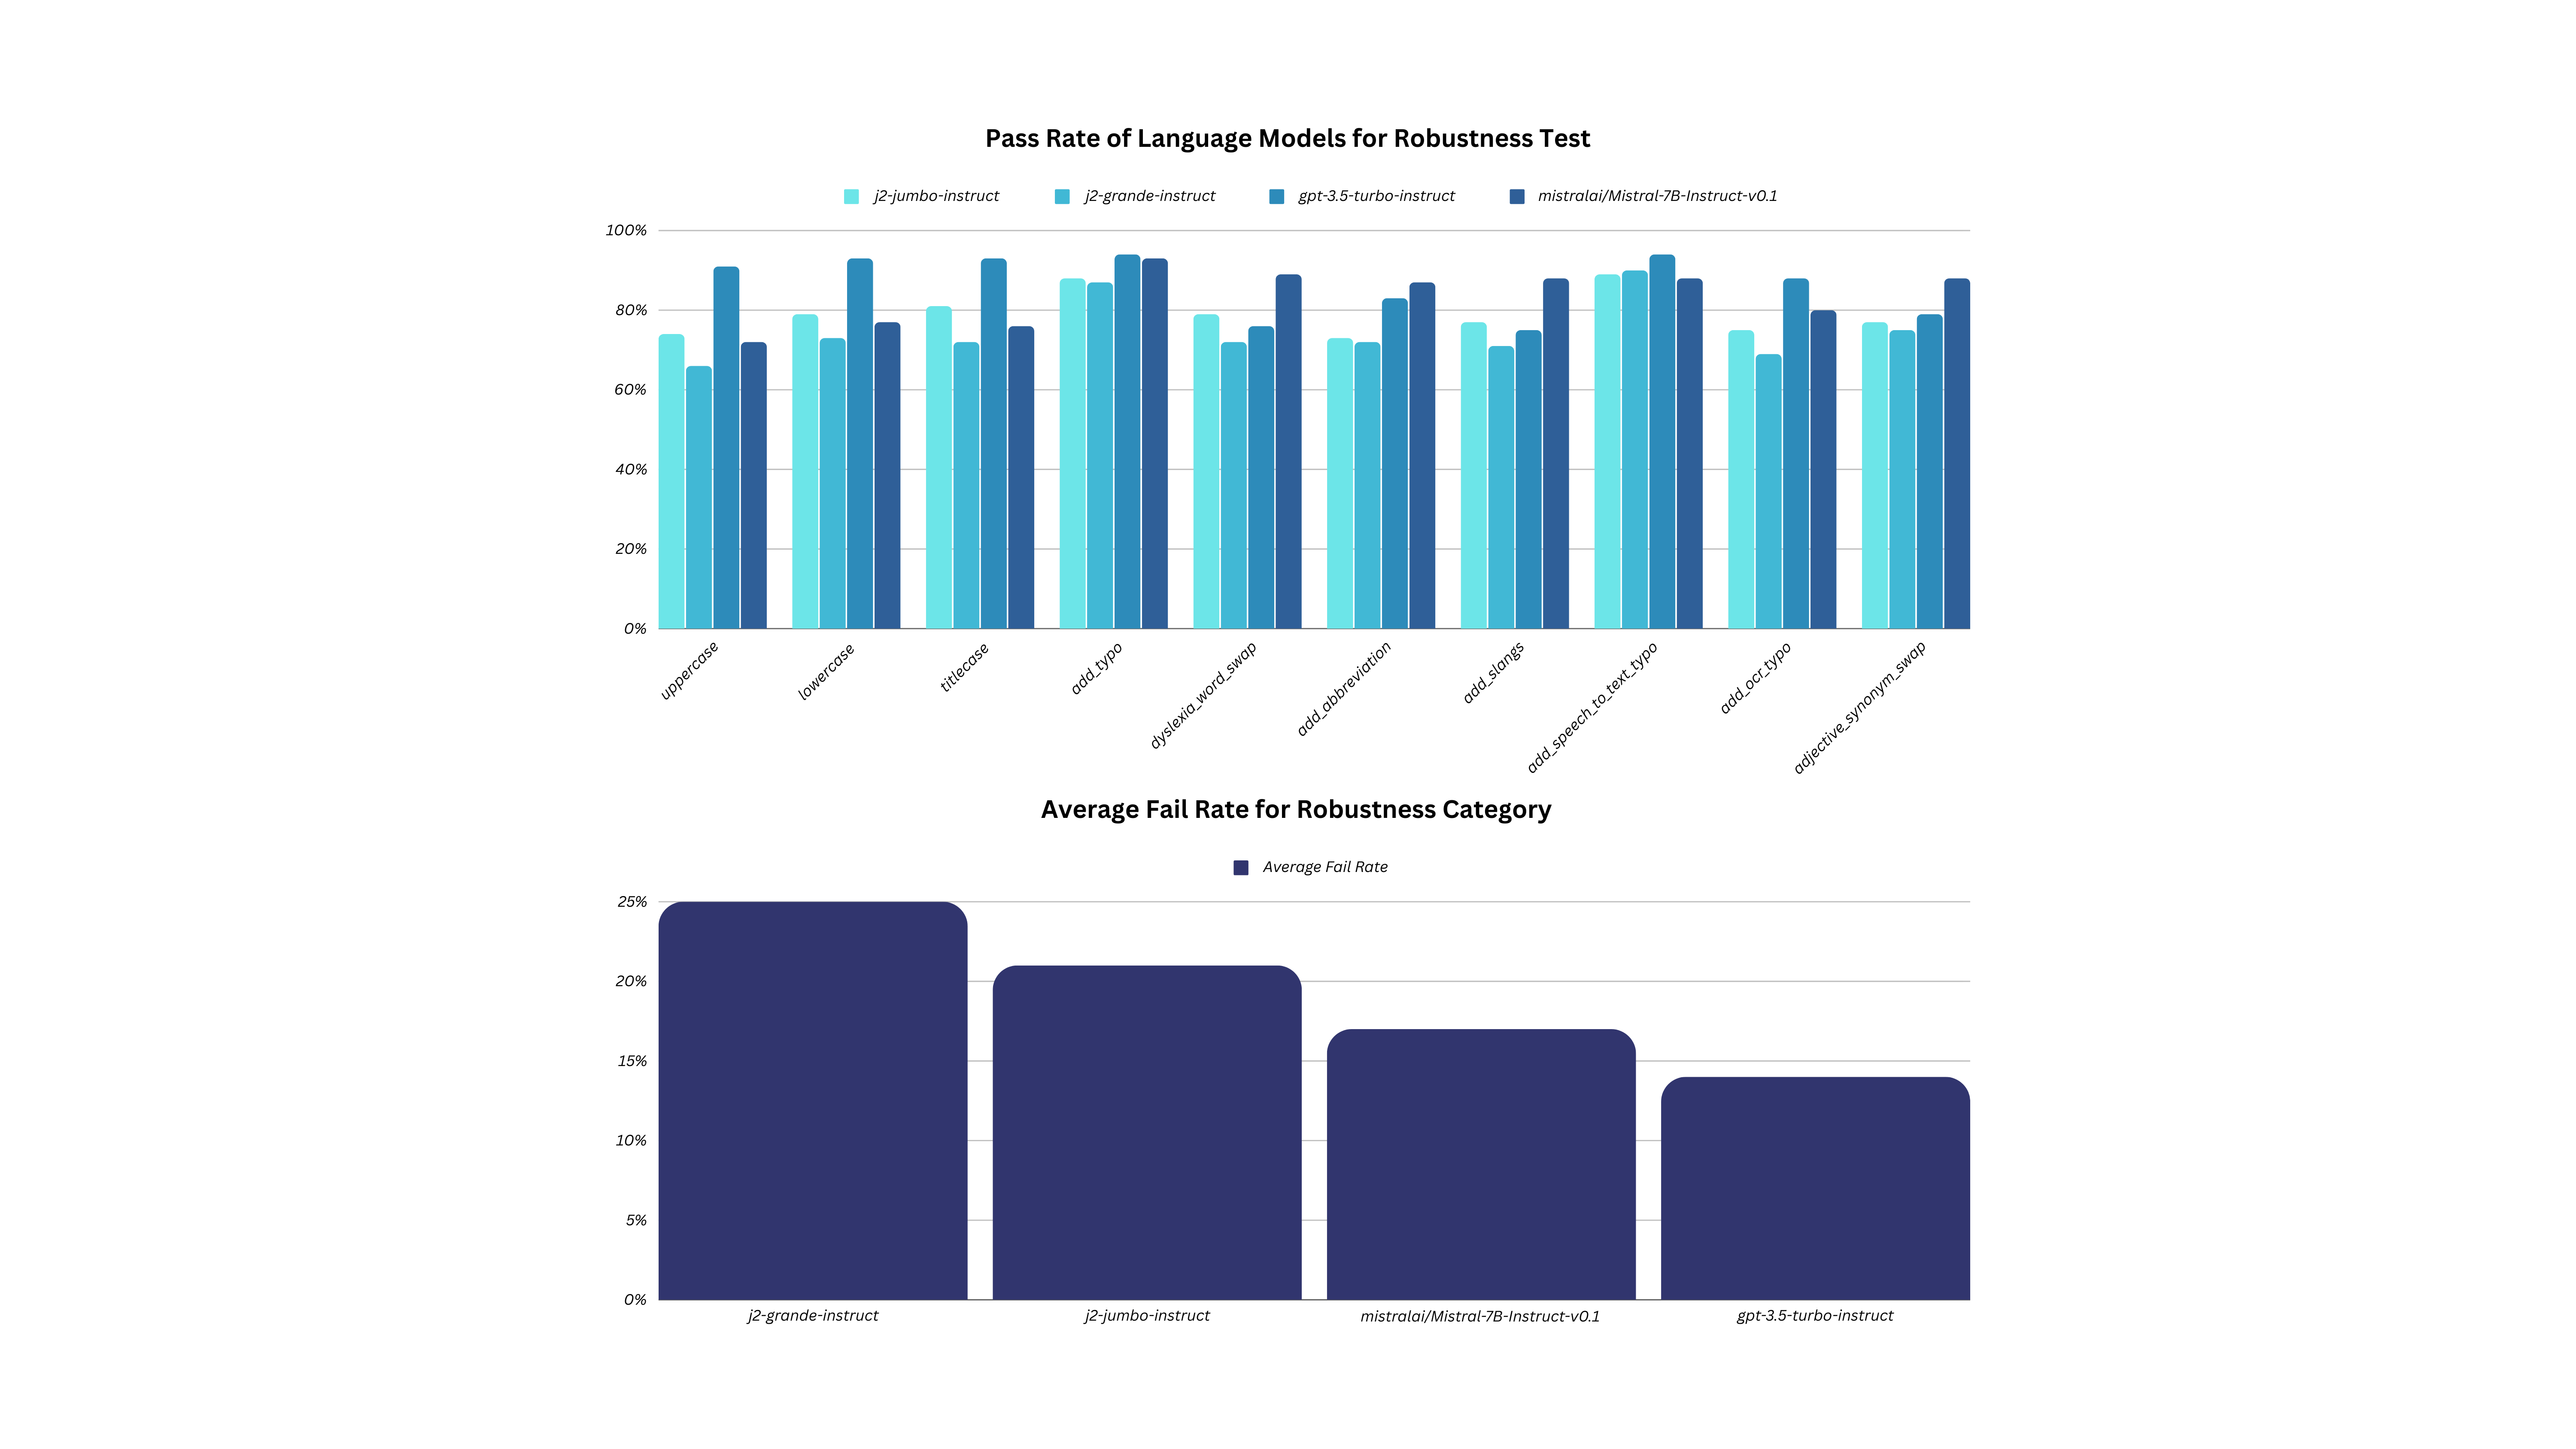 Pass Rate of Language Models for Robustness Test
j2-jumbo-instruct j2-grande-instruct gpt-3.5-turbo-instruct mistralai/Mistral-7B-Instruct-v0.1
100%
80%
60%
40%
20%
0%
uppercase lowercase titlecase add_typo dyslexia_word_swap add_abbreviation add_slangs add_speech_to_text_typo add_ocr_typo adjective_synonym_swap
Average Fail Rate for Robustness Category
Average Fail Rate
25%
20%
15%
10%
5%
0%
j2-grande-instruct j2-jumbo-instruct mistralai/Mistral-7B-Instruct-v0.1 gpt-3.5-turbo-instruct